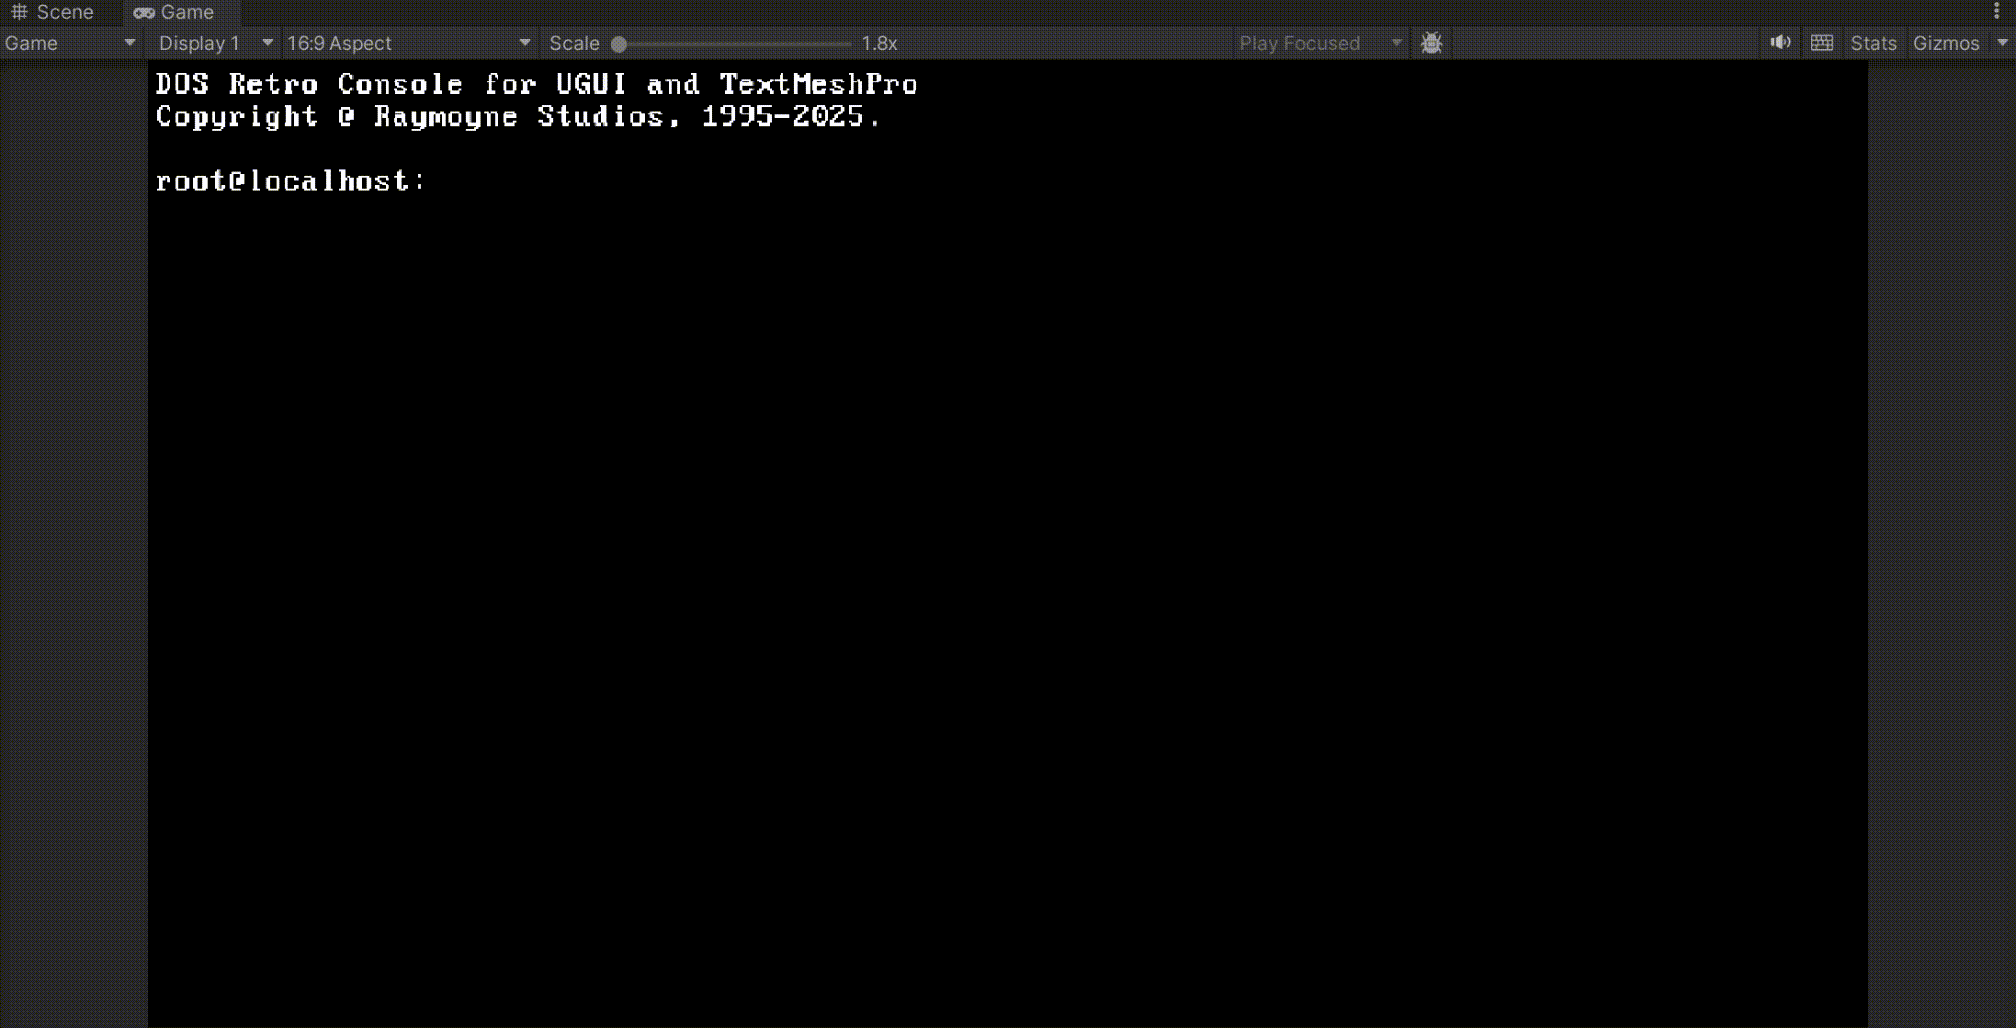 Scene Game
Game Display 1 16:9 Aspect Scale 1.8x Play Focused Stats Gizmos
DOS Retro Console for UGUI and TextMeshPro
Copyright @ Raymoyne Studios, 1995-2025.
root@localhost: